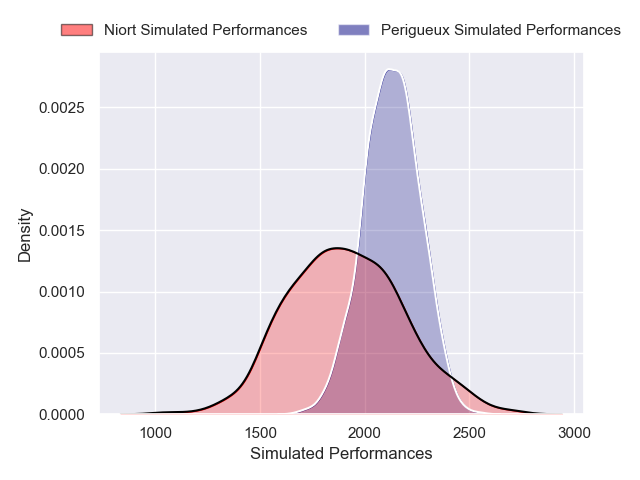 Niort Simulated Performances Perigueux Simulated Performances
0.0025
0.0020
0.0015
0.0010
0.0005
0.0000
Density
1000 1500 2000 2500 3000
Simulated Performances